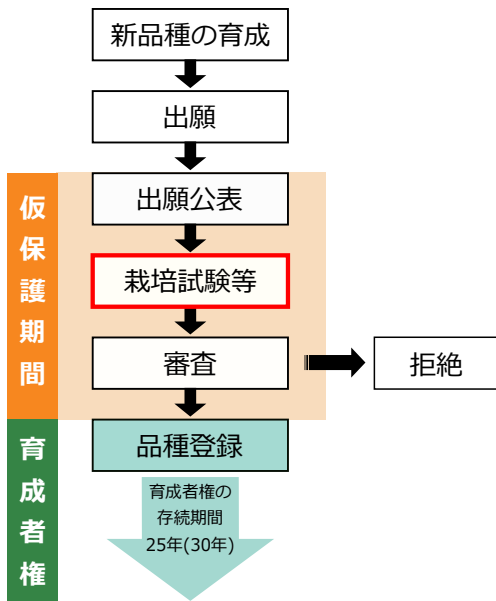 新品種の育成
出願
仮保護期間
出願公表
栽培試験等
審査
拒絶
育成者権
品種登録
育成者権の
存続期間
25年(30年)